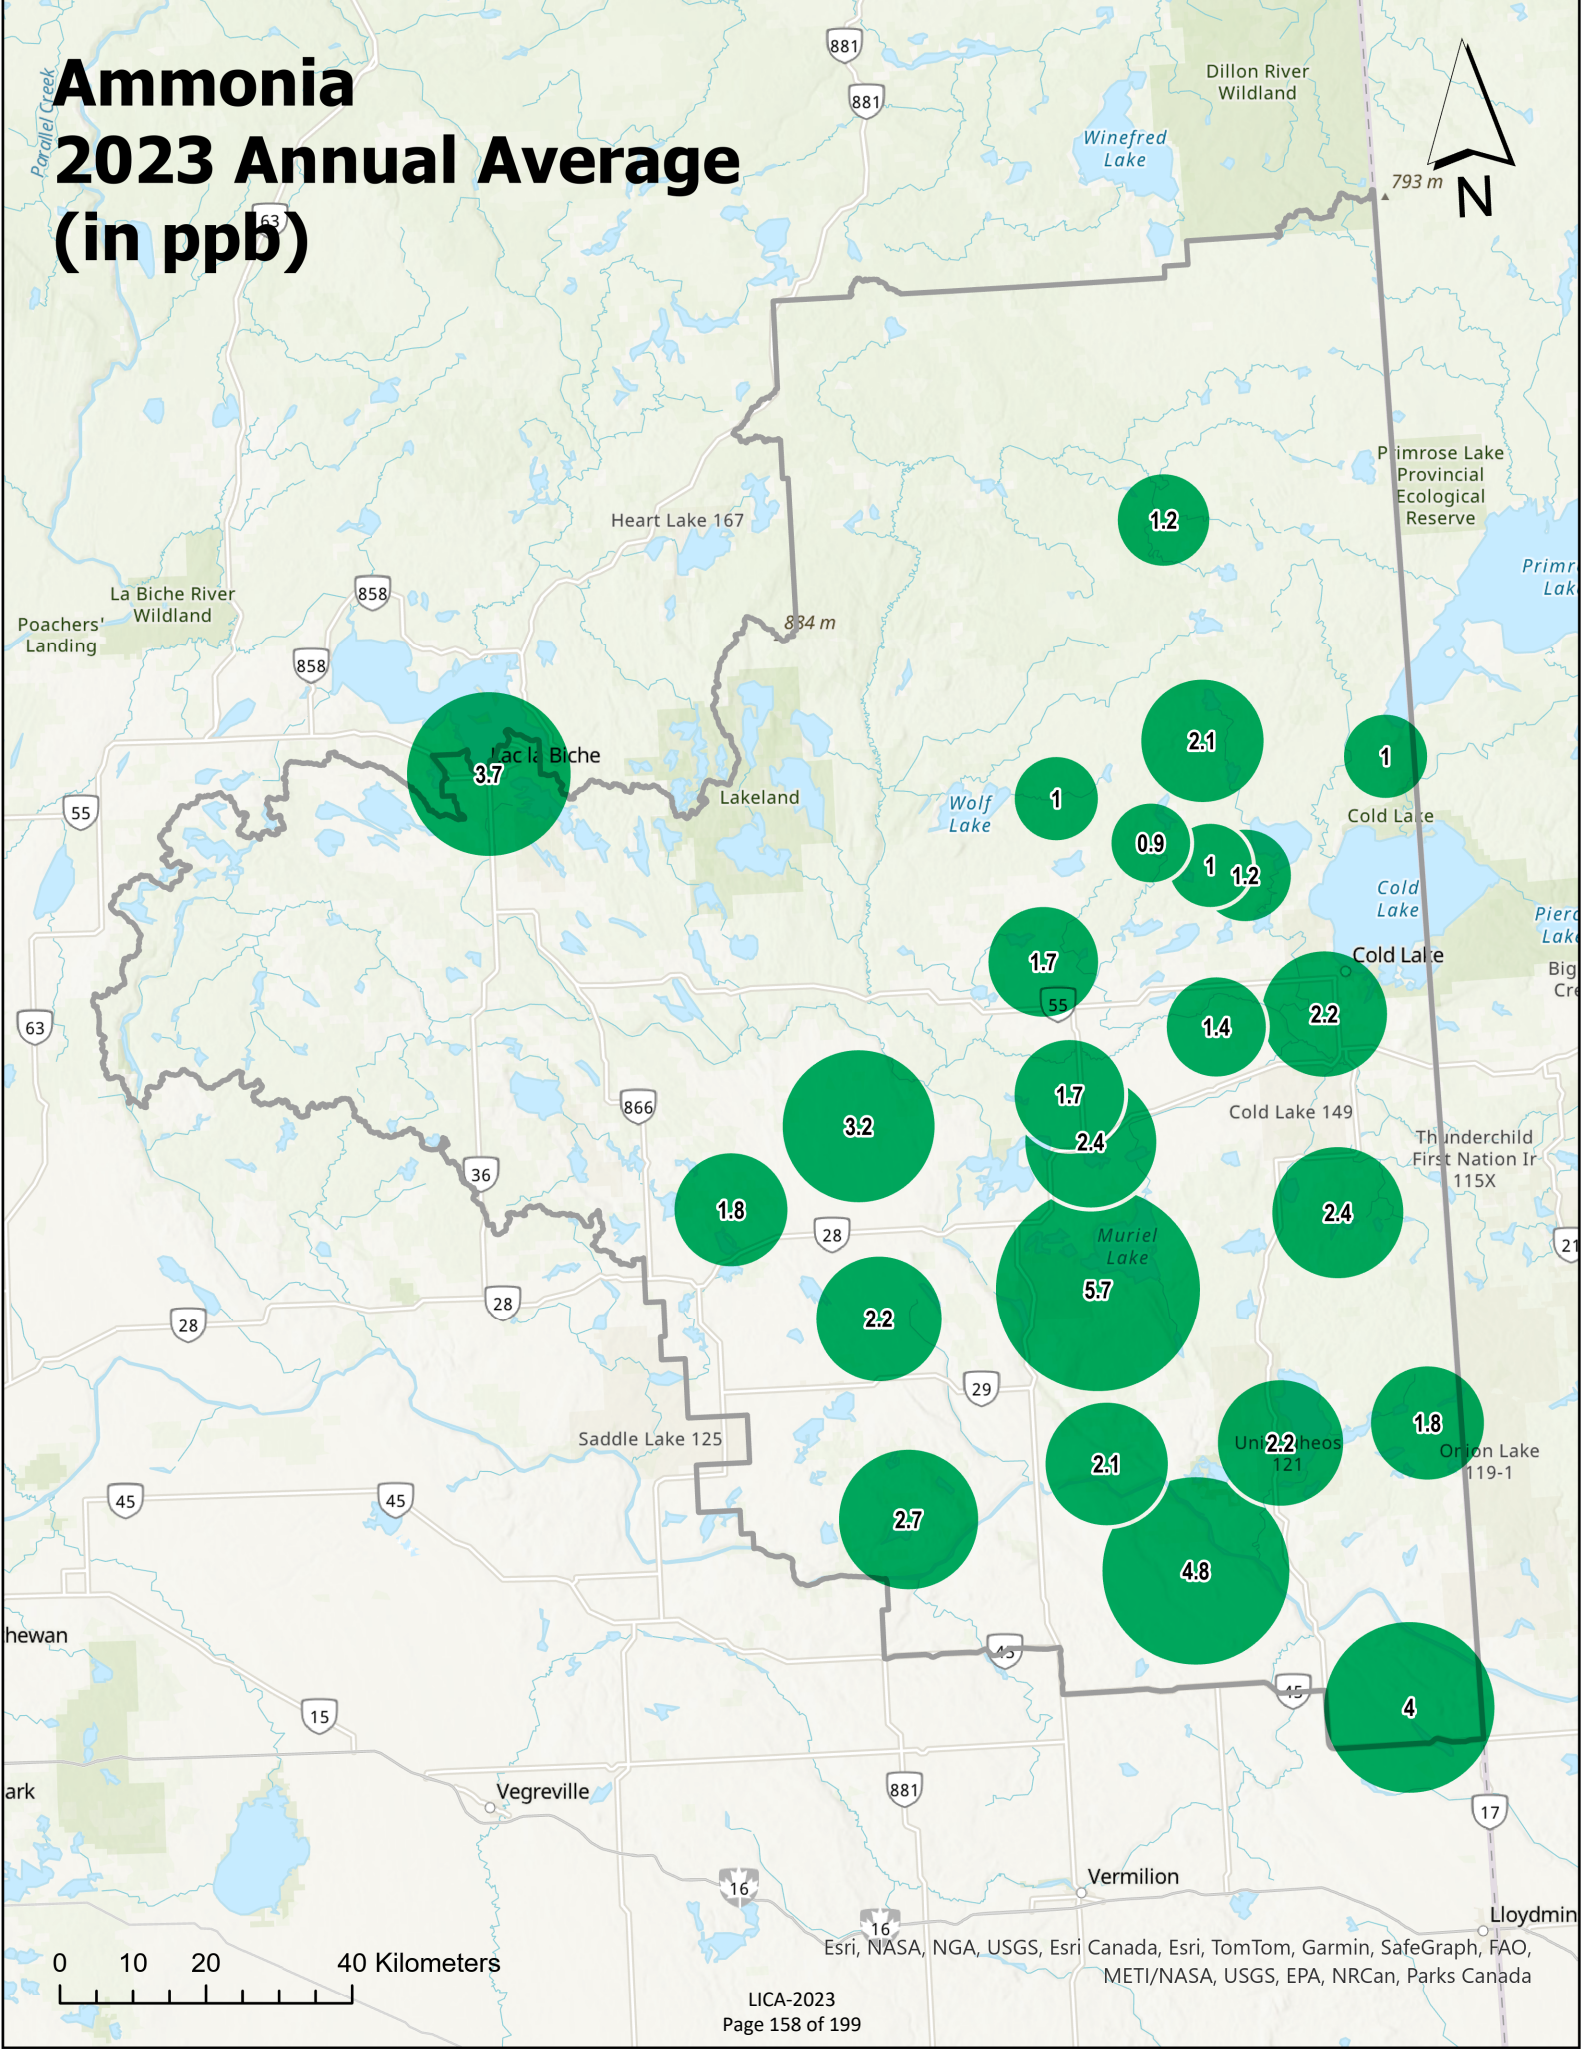 Ammonia
2023 Annual Average
(in ppb)
Parallel Creek
63
881
881
Dillon River
Wildland
Winefred
Lake
793 m
N
Primrose Lake
Provincial
Ecological
Reserve
Heart Lake 167
1.2
La Biche River
Wildland
858
Poachers'
Landing
884 m
858
2.1
1
Lac la Biche
3.7
Lakeland
Wolf
Lake
1
55
Cold Lake
0.9
1
1.2
Cold
Lake
1.7
Cold Lake
55
63
2.2
1.4
1.7
866
3.2
2.4
Cold Lake 149
Thunderchild
First Nation Ir
115X
36
1.8
28
2.4
Muriel
Lake
21
5.7
28
28
2.2
29
1.8
Saddle Lake 125
2.1
2.2
121
Onion Lake
119-1
45
45
2.7
4.8
hewan
45
45
4
15
ark
Vegreville
881
17
16
Vermilion
16
Lloydmin
0 10 20 40 Kilometers
Esri, NASA, NGA, USGS, Esri Canada, Esri, TomTom, Garmin, SafeGraph, FAO,
METI/NASA, USGS, EPA, NRCan, Parks Canada
LICA-2023
Page 158 of 199